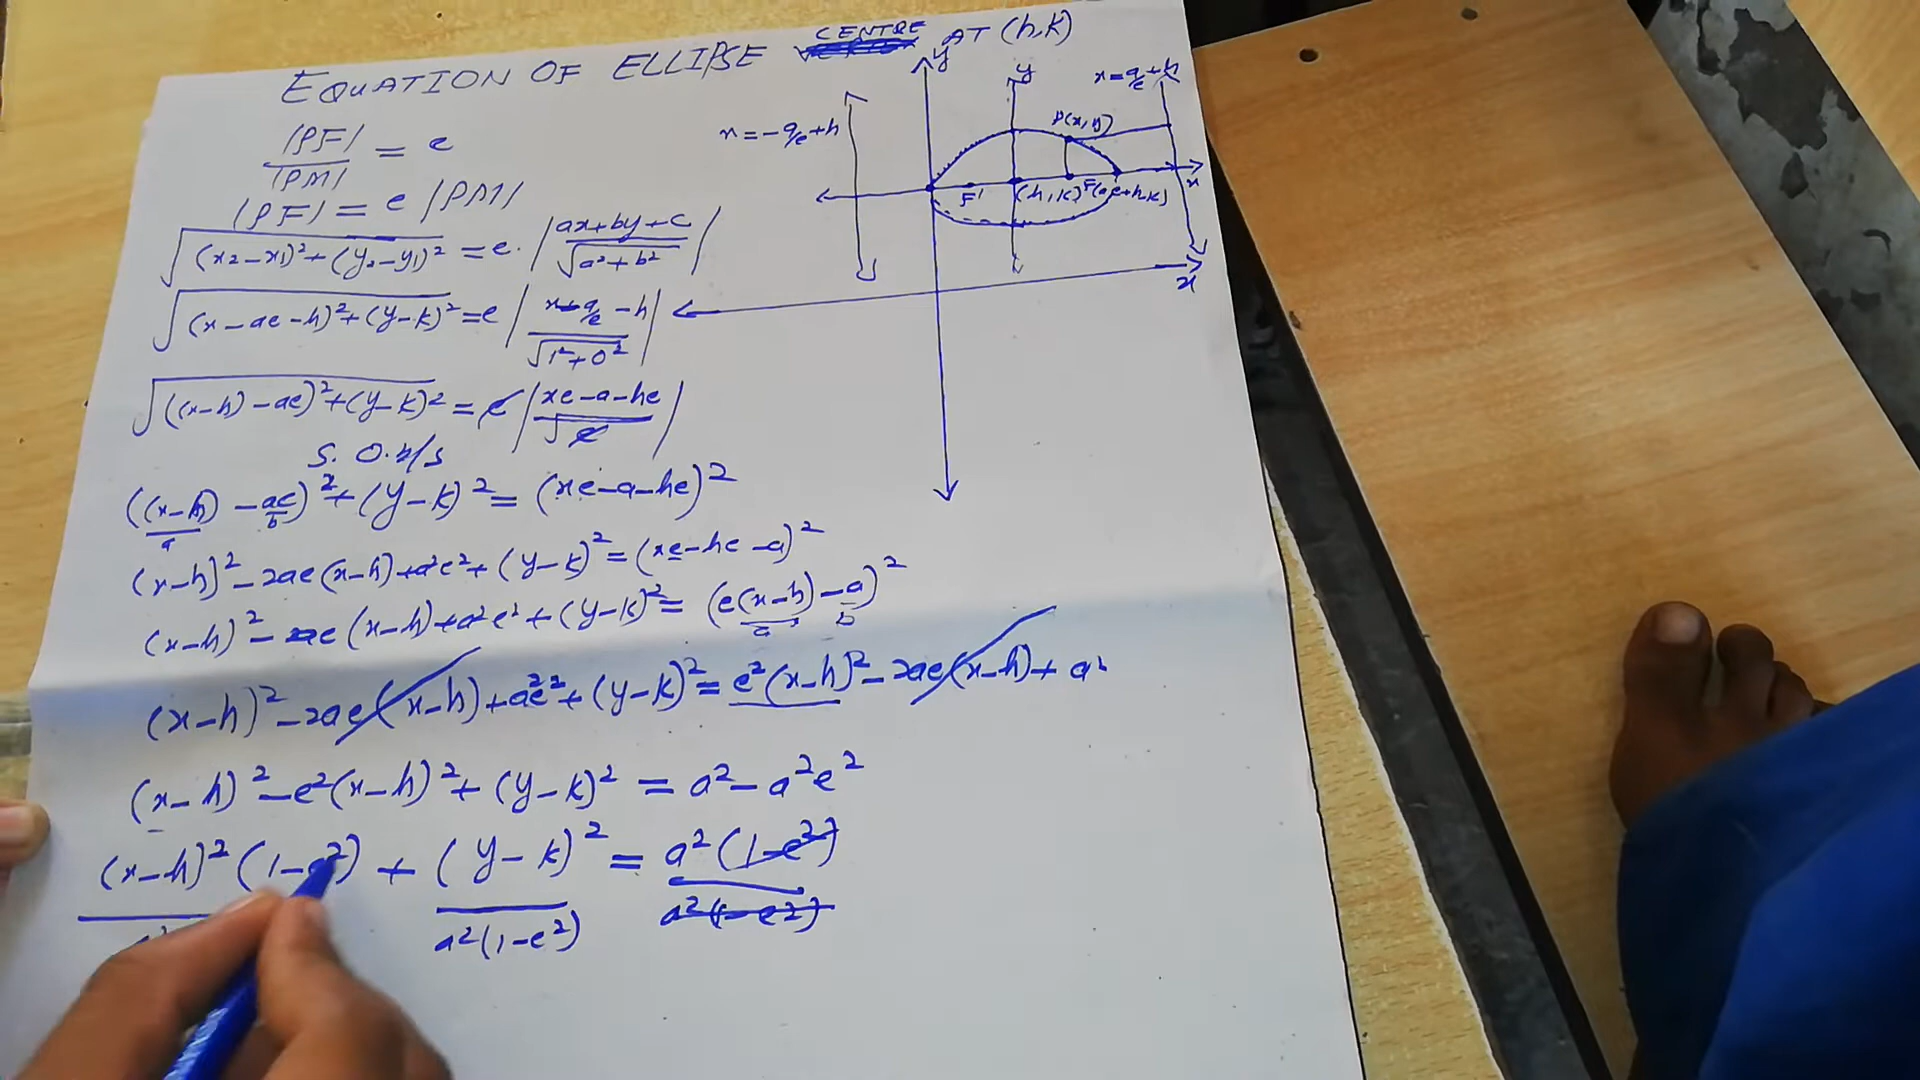 EQUATION OF ELLIPSE CENTRE AT (h,k)
|PF|/|PM| = e
|PF| = e |PM|
√(x2-x1)²+(y2-y1)² = e. |ax+by+c/√a²+b²|
√(x-ae-h)²+(y-k)² = e |x-a/e-h/√1²+0²|
√((x-h)-ae)²+(y-k)² = e |xe-a-he/√e|
S. O. b/s
((x-h)-ae)²+(y-k)² = (xe-a-he)²
a b
(x-h)²-2ae(x-h)+a²e²+(y-k)² = (xe-he-a)²
(x-h)²-2ae(x-h)+a²e²+(y-k)² = (e(x-h)-a)²
a b
(x-h)²-2ae(x-h)+a²e²+(y-k)² = e²(x-h)²-2ae(x-h)+a²
(x-h)²-e²(x-h)²+(y-k)² = a²-a²e²
(x-h)²(1-e²) + (y-k)² = a²(1-e²)
a²(1-e²) a²(1-e²)
y
y
x=a/e+h
x=-a/e+h
P(x,y)
F' (h,k) F(ae+h,k)
x
x